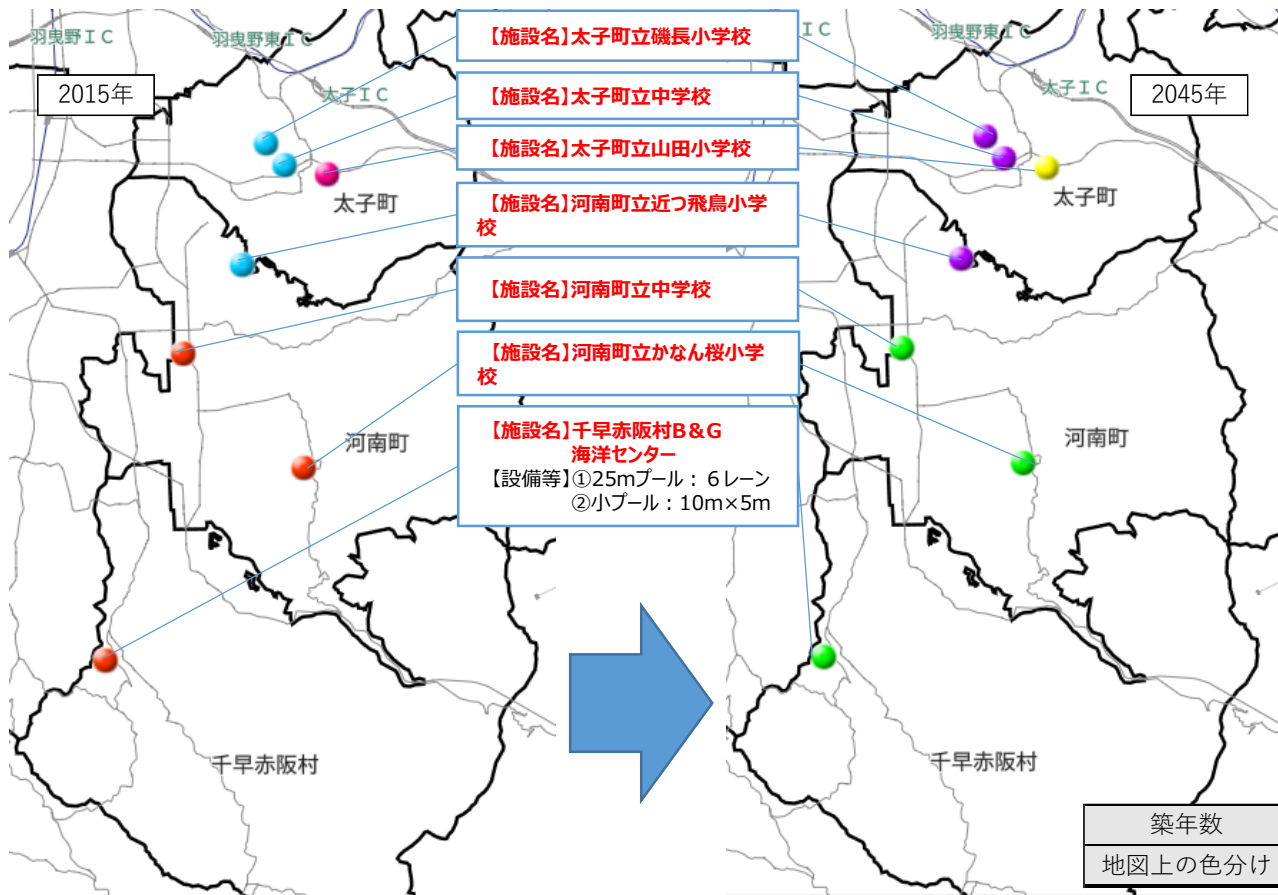 羽曳野ＩＣ
羽曳野東ＩＣ
太子ＩＣ
2015年
太子町
河南町
千早赤阪村
【施設名】太子町立磯長小学校
【施設名】太子町立中学校
【施設名】太子町立山田小学校
【施設名】河南町立近つ飛鳥小学
校
【施設名】河南町立中学校
【施設名】河南町立かなん桜小学
校
【施設名】千早赤阪村B&G
海洋センター
【設備等】①25mプール：６レーン
②小プール：10m×5m
ＩＣ
羽曳野東ＩＣ
太子ＩＣ
2045年
太子町
河南町
千早赤阪村
築年数
地図上の色分け